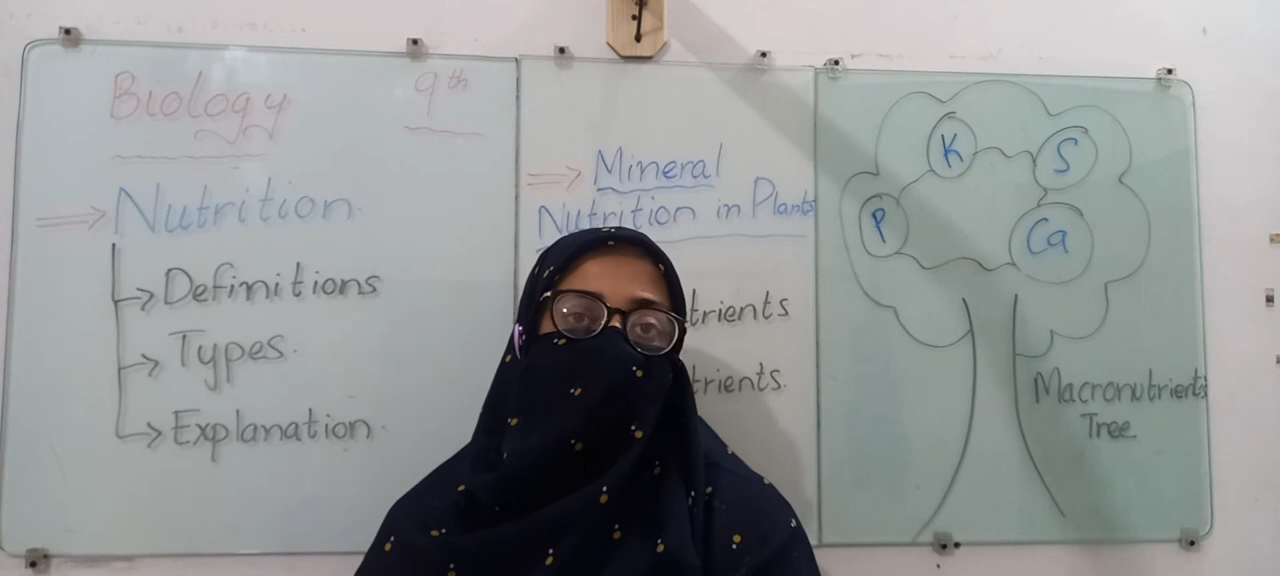 Biology 9th
⇒ Nutrition.
→ Definitions
→ Types.
→ Explanation.
⇒ Mineral
Nutrition in Plants
trients
trients.
K S
P Ca
Macronutrients
Tree